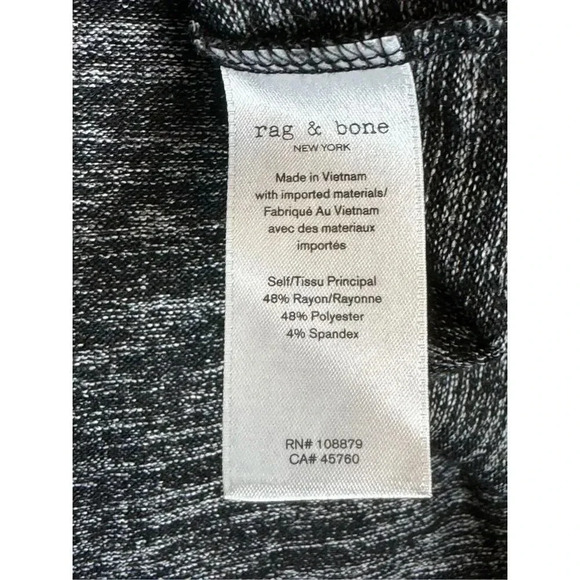 rag & bone
NEW YORK
Made in Vietnam
with imported materials/
Fabriqué Au Vietnam
avec des materiaux
importés
Self/Tissu Principal
48% Rayon/Rayonne
48% Polyester
4% Spandex
RN# 108879
CA# 45760